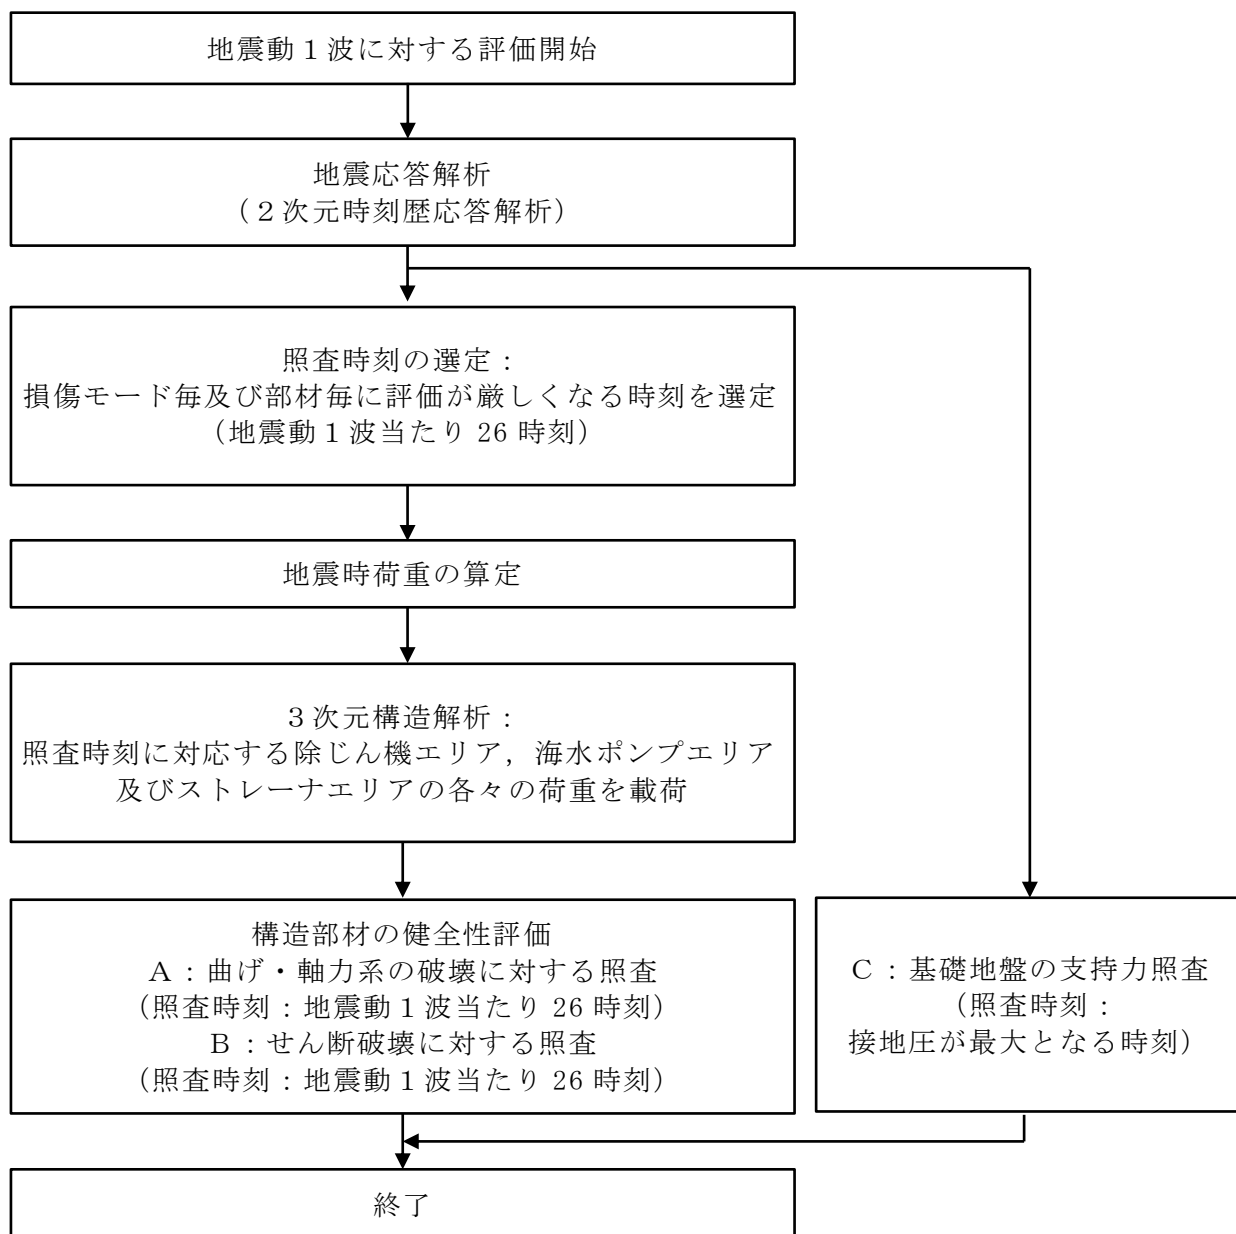 地震動１波に対する評価開始
地震応答解析
（２次元時刻歴応答解析）
照査時刻の選定：
損傷モード毎及び部材毎に評価が厳しくなる時刻を選定
（地震動１波当たり 26 時刻）
地震時荷重の算定
３次元構造解析：
照査時刻に対応する除じん機エリア，海水ポンプエリア
及びストレーナエリアの各々の荷重を載荷
構造部材の健全性評価
Ａ：曲げ・軸力系の破壊に対する照査
（照査時刻：地震動１波当たり 26 時刻）
Ｂ：せん断破壊に対する照査
（照査時刻：地震動１波当たり 26 時刻）
Ｃ：基礎地盤の支持力照査
（照査時刻：
接地圧が最大となる時刻）
終了